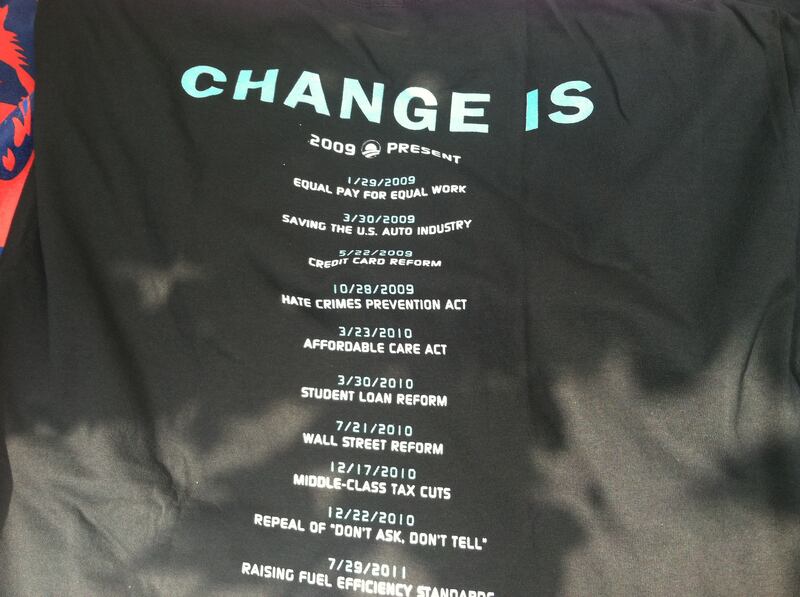 CHANGE IS
2009 PRESENT
1/29/2009
EQUAL PAY FOR EQUAL WORK
3/30/2009
SAVING THE U.S. AUTO INDUSTRY
5/22/2009
CREDIT CARD REFORM
10/28/2009
HATE CRIMES PREVENTION ACT
3/23/2010
AFFORDABLE CARE ACT
3/30/2010
STUDENT LOAN REFORM
7/21/2010
WALL STREET REFORM
12/17/2010
MIDDLE-CLASS TAX CUTS
12/22/2010
REPEAL OF "DON'T ASK, DON'T TELL"
7/29/2011
RAISING FUEL EFFICIENCY STANDARDS